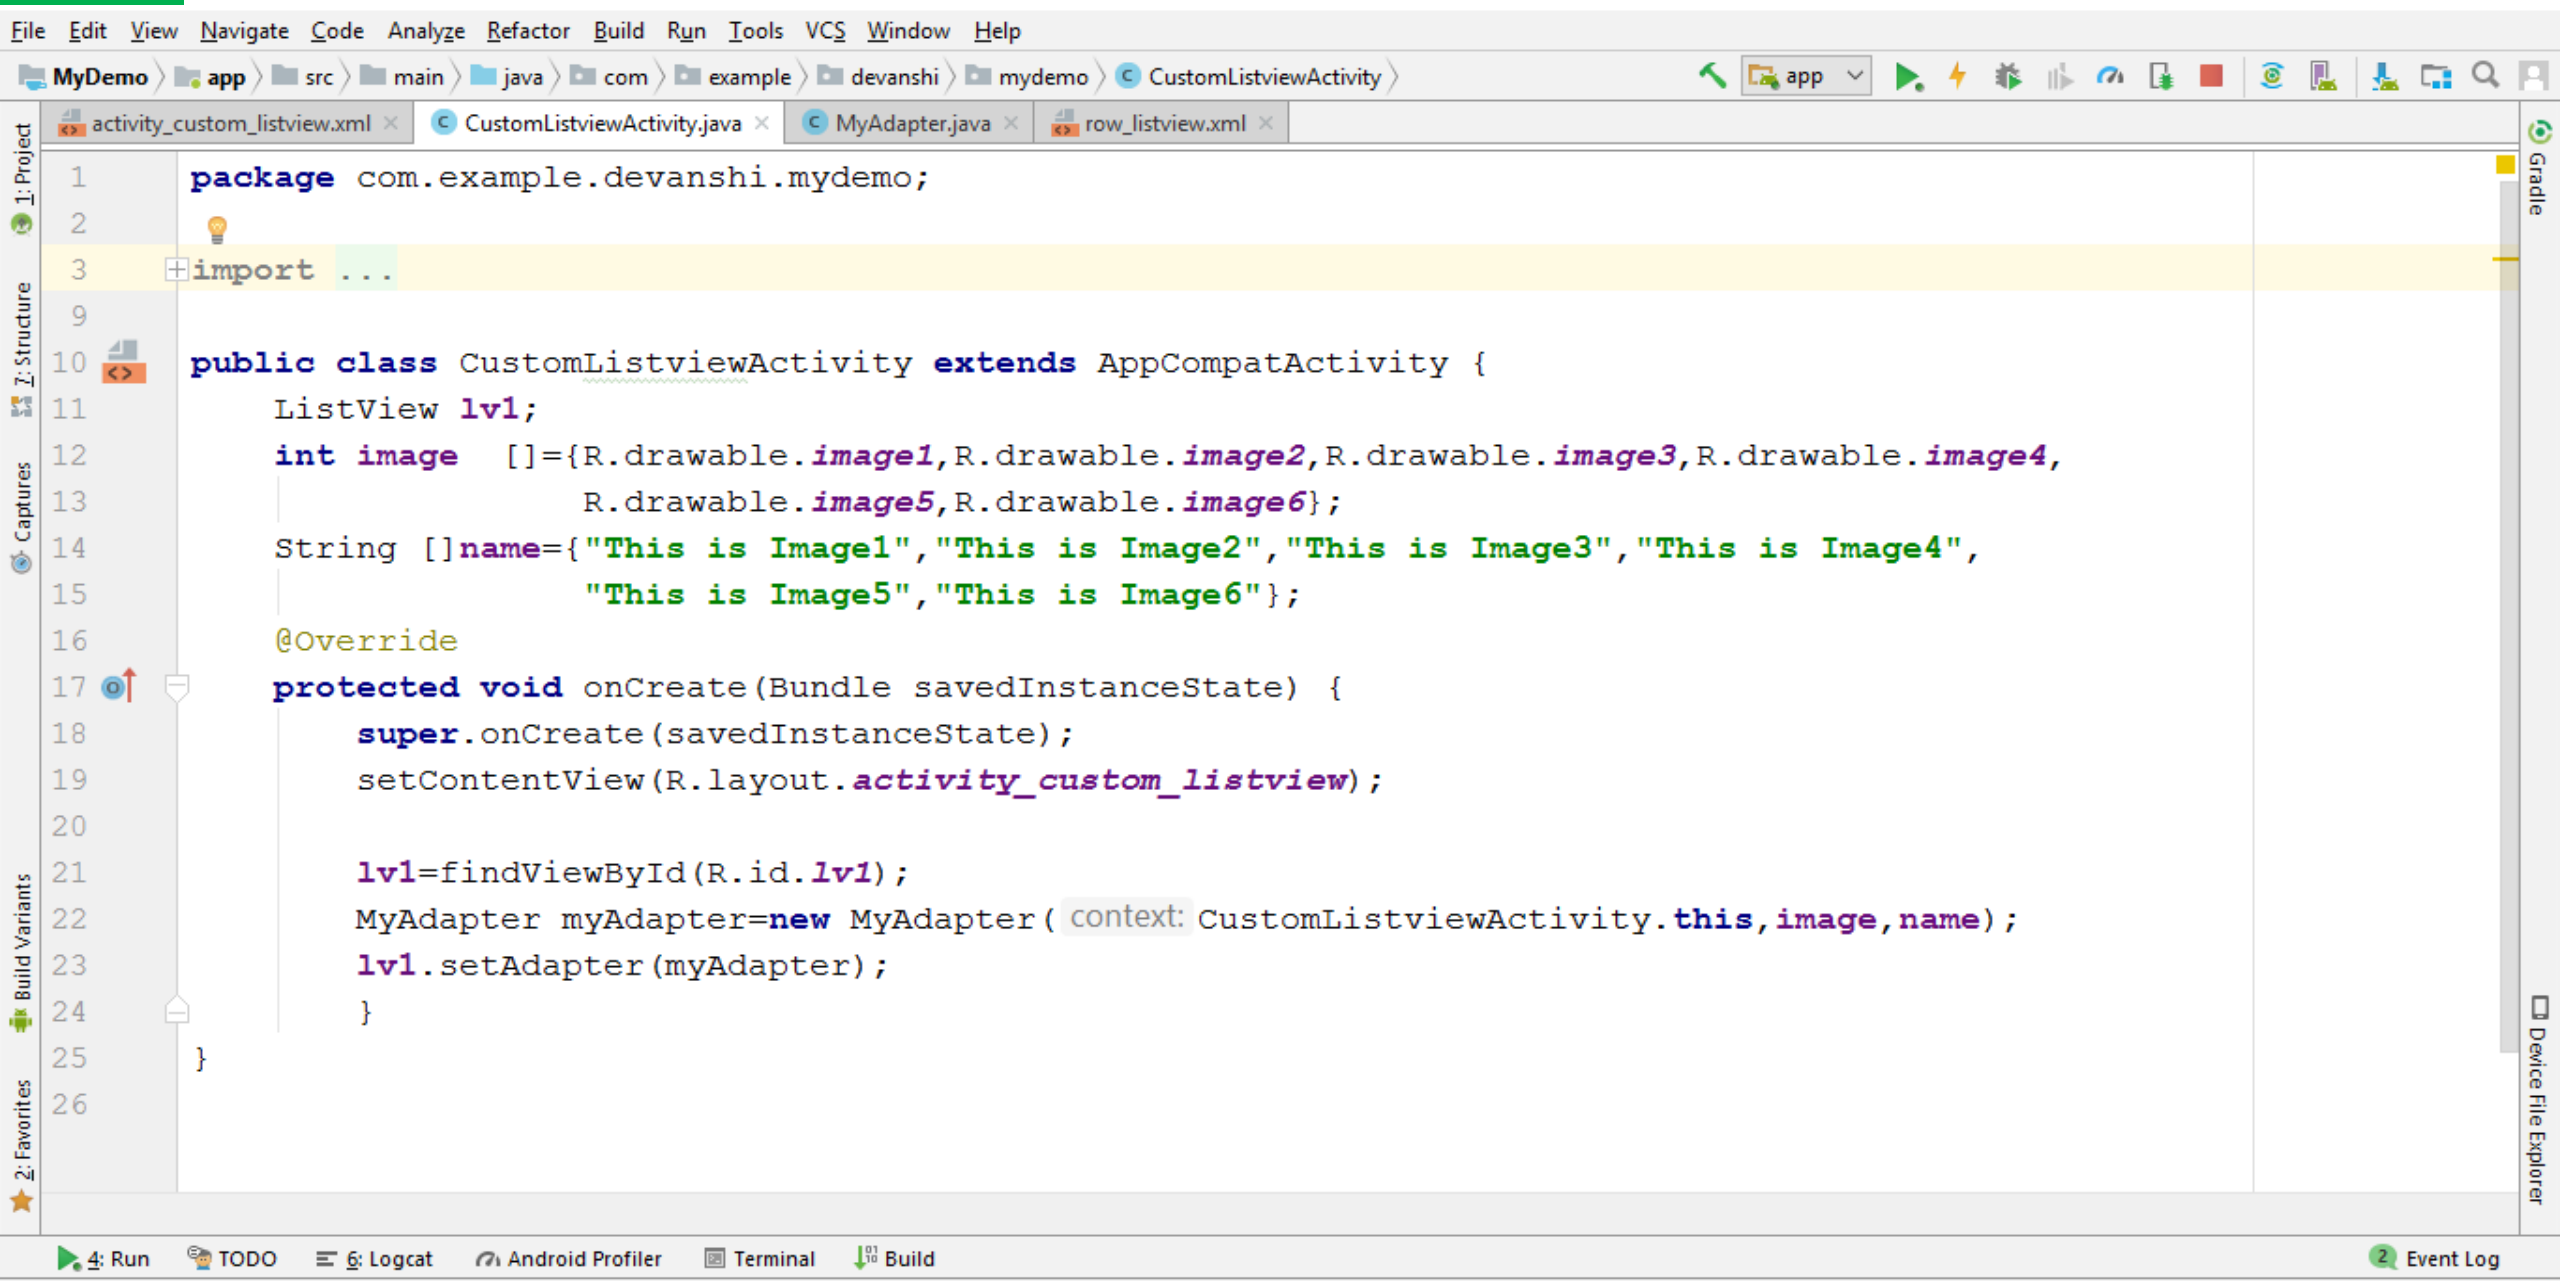 File Edit View Navigate Code Analyze Refactor Build Run Tools VCS Window Help
MyDemo app src main java com example devanshi mydemo CustomListviewActivity app
activity_custom_listview.xml CustomListviewActivity.java MyAdapter.java row_listview.xml
1: Project
7: Structure
Captures
Build Variants
2: Favorites
1 package com.example.devanshi.mydemo;
2
3 import ...
9
10 public class CustomListviewActivity extends AppCompatActivity {
11 ListView lv1;
12 int image []={R.drawable.image1,R.drawable.image2,R.drawable.image3,R.drawable.image4,
13 R.drawable.image5,R.drawable.image6};
14 String []name={"This is Image1","This is Image2","This is Image3","This is Image4",
15 "This is Image5","This is Image6"};
16 @Override
17 protected void onCreate(Bundle savedInstanceState) {
18 super.onCreate(savedInstanceState);
19 setContentView(R.layout.activity_custom_listview);
20
21 lv1=findViewById(R.id.lv1);
22 MyAdapter myAdapter=new MyAdapter( context: CustomListviewActivity.this,image,name);
23 lv1.setAdapter(myAdapter);
24 }
25 }
26
Gradle
Device File Explorer
4: Run TODO 6: Logcat Android Profiler Terminal Build 2 Event Log